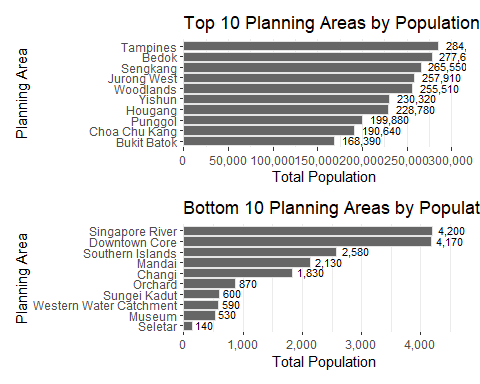 Top 10 Planning Areas by Population
Planning Area
Tampines 284,
Bedok 277,6
Sengkang 265,550
Jurong West 257,910
Woodlands 255,510
Yishun 230,320
Hougang 228,780
Punggol 199,880
Choa Chu Kang 190,640
Bukit Batok 168,390
0 50,000 100,000 150,000 200,000 250,000 300,000
Total Population
Bottom 10 Planning Areas by Populat
Planning Area
Singapore River 4,200
Downtown Core 4,170
Southern Islands 2,580
Mandai 2,130
Changi 1,830
Orchard 870
Sungei Kadut 600
Western Water Catchment 590
Museum 530
Seletar 140
0 1,000 2,000 3,000 4,000
Total Population